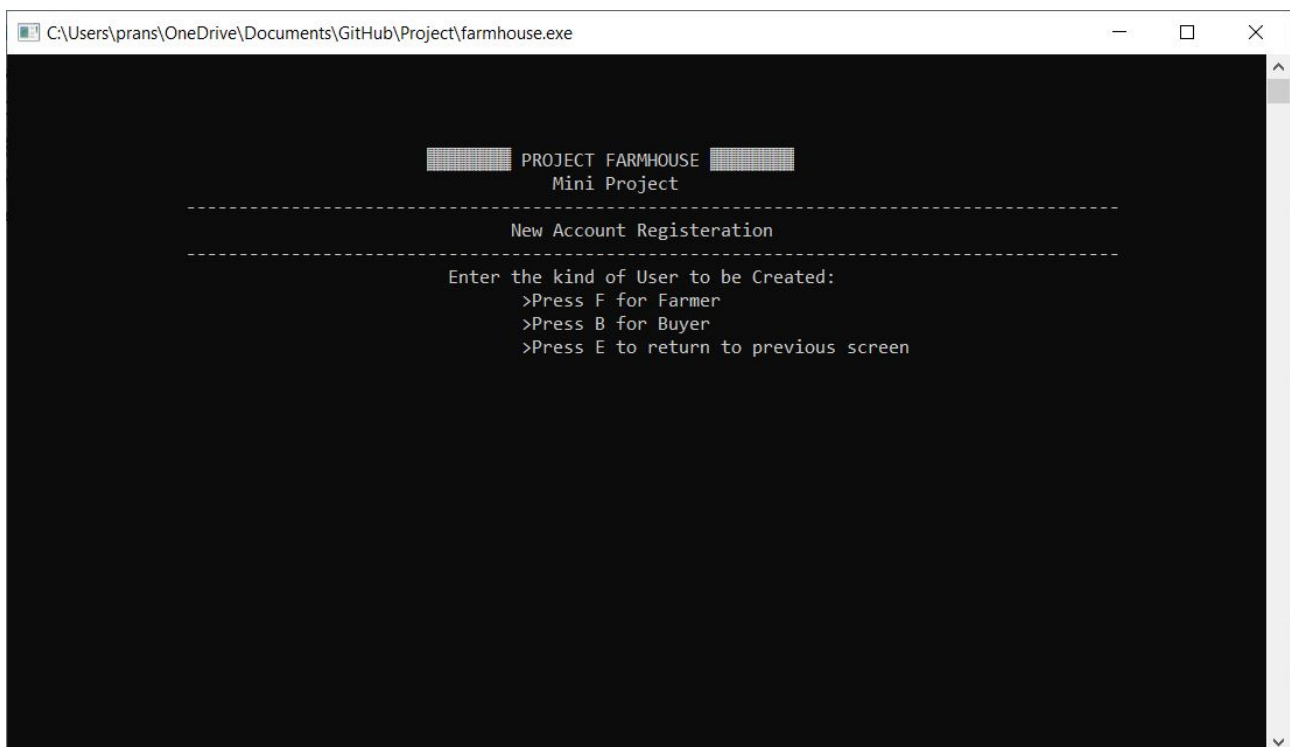 C:\Users\prans\OneDrive\Documents\GitHub\Project\farmhouse.exe
PROJECT FARMHOUSE
Mini Project
--------------------------------------------------------------------------------
New Account Registeration
--------------------------------------------------------------------------------
Enter the kind of User to be Created:
>Press F for Farmer
>Press B for Buyer
>Press E to return to previous screen